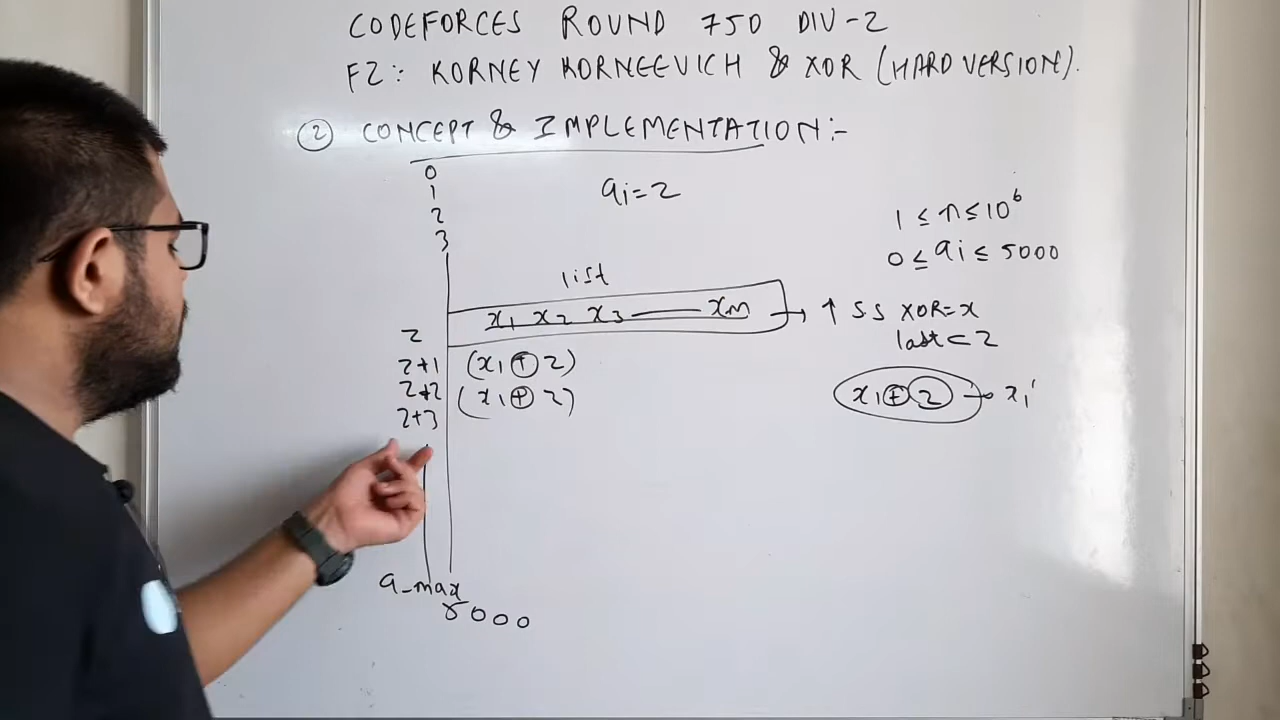 CODEFORCES ROUND 750 DIV-2
F2: KORNEY KORNEEVICH & XOR (HARD VERSION).
② CONCEPT & IMPLEMENTATION:-
0
1
2
3
ai=2
1 ≤ n ≤ 10⁶
0 ≤ ai ≤ 5000
list
x1 x2 x3 — xm → ↑ SS XOR=x
last < 2
2
2+1 (x1 ⊕ 2)
2+2 (x1 ⊕ 2)
2+3
x1 ⊕ 2 → x1'
a_max
5000